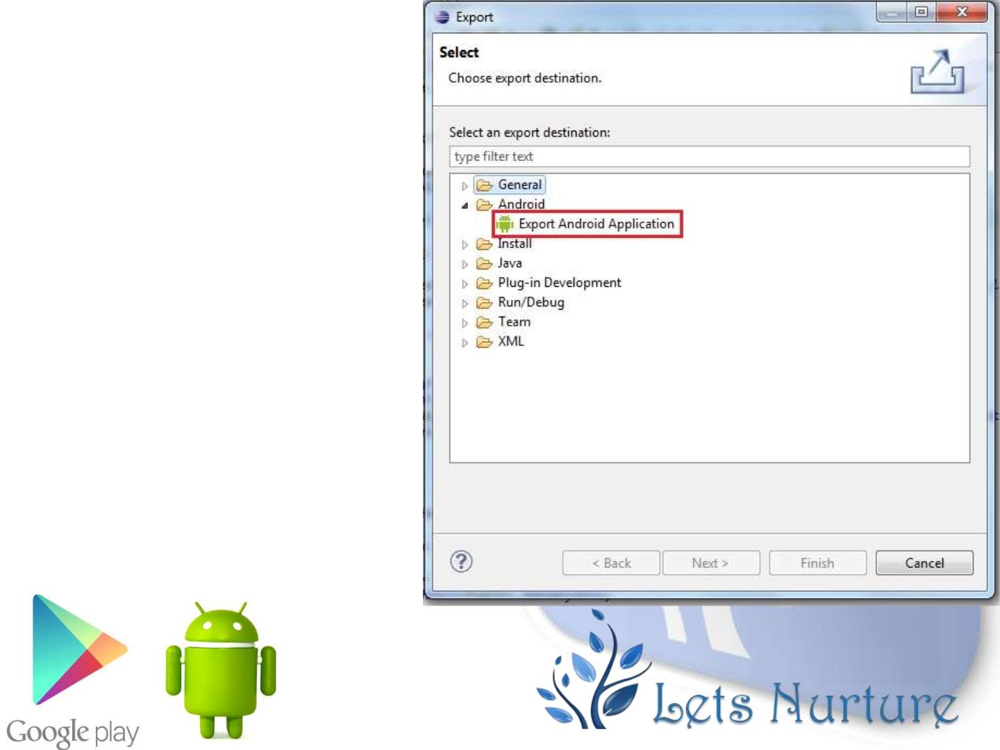 Export
Select
Choose export destination.
Select an export destination:
type filter text
General
Android
Export Android Application
Install
Java
Plug-in Development
Run/Debug
Team
XML
?
< Back
Next >
Finish
Cancel
Google play
Lets Nurture